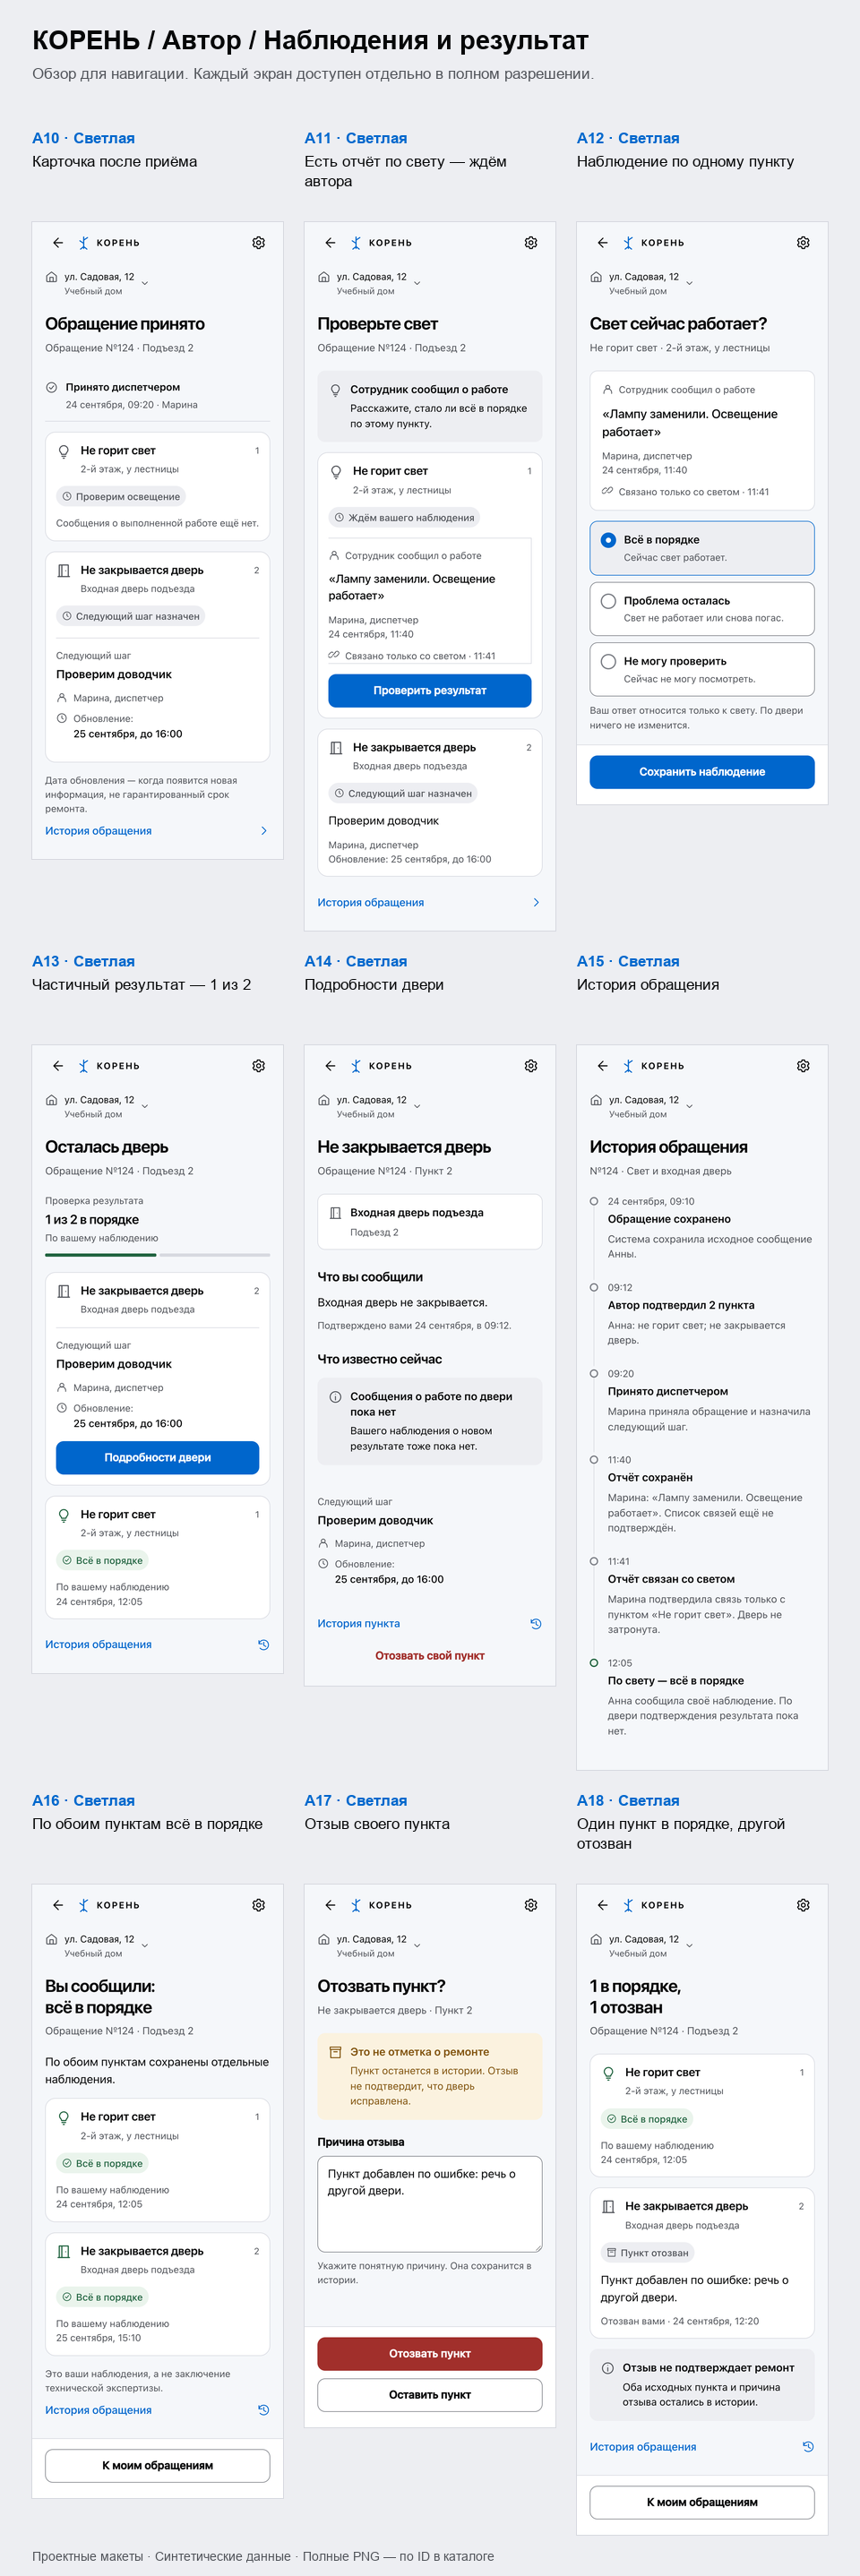 КОРЕНЬ / Автор / Наблюдения и результат
Обзор для навигации. Каждый экран доступен отдельно в полном разрешении.
A10 · Светлая
Карточка после приёма
КОРЕНЬ
ул. Садовая, 12
Учебный дом
Обращение принято
Обращение №124 · Подъезд 2
Принято диспетчером
24 сентября, 09:20 · Марина
Не горит свет
1
2-й этаж, у лестницы
Проверим освещение
Сообщения о выполненной работе ещё нет.
Не закрывается дверь
2
Входная дверь подъезда
Следующий шаг назначен
Следующий шаг
Проверим доводчик
Марина, диспетчер
Обновление:
25 сентября, до 16:00
Дата обновления — когда появится новая
информация, не гарантированный срок
ремонта.
История обращения
A11 · Светлая
Есть отчёт по свету — ждём
автора
КОРЕНЬ
ул. Садовая, 12
Учебный дом
Проверьте свет
Обращение №124 · Подъезд 2
Сотрудник сообщил о работе
Расскажите, стало ли всё в порядке
по этому пункту.
Не горит свет
1
2-й этаж, у лестницы
Ждём вашего наблюдения
Сотрудник сообщил о работе
«Лампу заменили. Освещение
работает»
Марина, диспетчер
24 сентября, 11:40
Связано только со светом · 11:41
Проверить результат
Не закрывается дверь
2
Входная дверь подъезда
Следующий шаг назначен
Проверим доводчик
Марина, диспетчер
Обновление: 25 сентября, до 16:00
История обращения
A12 · Светлая
Наблюдение по одному пункту
КОРЕНЬ
ул. Садовая, 12
Учебный дом
Свет сейчас работает?
Не горит свет · 2-й этаж, у лестницы
Сотрудник сообщил о работе
«Лампу заменили. Освещение
работает»
Марина, диспетчер
24 сентября, 11:40
Связано только со светом · 11:41
Всё в порядке
Сейчас свет работает.
Проблема осталась
Свет не работает или снова погас.
Не могу проверить
Сейчас не могу посмотреть.
Ваш ответ относится только к свету. По двери
ничего не изменится.
Сохранить наблюдение
A13 · Светлая
Частичный результат — 1 из 2
КОРЕНЬ
ул. Садовая, 12
Учебный дом
Осталась дверь
Обращение №124 · Подъезд 2
Проверка результата
1 из 2 в порядке
По вашему наблюдению
Не закрывается дверь
2
Входная дверь подъезда
Следующий шаг
Проверим доводчик
Марина, диспетчер
Обновление:
25 сентября, до 16:00
Подробности двери
Не горит свет
1
2-й этаж, у лестницы
Всё в порядке
По вашему наблюдению
24 сентября, 12:05
История обращения
A14 · Светлая
Подробности двери
КОРЕНЬ
ул. Садовая, 12
Учебный дом
Не закрывается дверь
Обращение №124 · Пункт 2
Входная дверь подъезда
Подъезд 2
Что вы сообщили
Входная дверь не закрывается.
Подтверждено вами 24 сентября, в 09:12.
Что известно сейчас
Сообщения о работе по двери
пока нет
Вашего наблюдения о новом
результате тоже пока нет.
Следующий шаг
Проверим доводчик
Марина, диспетчер
Обновление:
25 сентября, до 16:00
История пункта
Отозвать свой пункт
A15 · Светлая
История обращения
КОРЕНЬ
ул. Садовая, 12
Учебный дом
История обращения
№124 · Свет и входная дверь
24 сентября, 09:10
Обращение сохранено
Система сохранила исходное сообщение
Анны.
09:12
Автор подтвердил 2 пункта
Анна: не горит свет; не закрывается
дверь.
09:20
Принято диспетчером
Марина приняла обращение и назначила
следующий шаг.
11:40
Отчёт сохранён
Марина: «Лампу заменили. Освещение
работает». Список связей ещё не
подтверждён.
11:41
Отчёт связан со светом
Марина подтвердила связь только с
пунктом «Не горит свет». Дверь не
затронута.
12:05
По свету — всё в порядке
Анна сообщила своё наблюдение. По
двери подтверждения результата пока
нет.
A16 · Светлая
По обоим пунктам всё в порядке
КОРЕНЬ
ул. Садовая, 12
Учебный дом
Вы сообщили:
всё в порядке
Обращение №124 · Подъезд 2
По обоим пунктам сохранены отдельные
наблюдения.
Не горит свет
1
2-й этаж, у лестницы
Всё в порядке
По вашему наблюдению
24 сентября, 12:05
Не закрывается дверь
2
Входная дверь подъезда
Всё в порядке
По вашему наблюдению
25 сентября, 15:10
Это ваши наблюдения, а не заключение
технической экспертизы.
История обращения
К моим обращениям
A17 · Светлая
Отзыв своего пункта
КОРЕНЬ
ул. Садовая, 12
Учебный дом
Отозвать пункт?
Не закрывается дверь · Пункт 2
Это не отметка о ремонте
Пункт останется в истории. Отзыв
не подтвердит, что дверь
исправлена.
Причина отзыва
Пункт добавлен по ошибке: речь о
другой двери.
Укажите понятную причину. Она сохранится в
истории.
Отозвать пункт
Оставить пункт
A18 · Светлая
Один пункт в порядке, другой
отозван
КОРЕНЬ
ул. Садовая, 12
Учебный дом
1 в порядке,
1 отозван
Обращение №124 · Подъезд 2
Не горит свет
1
2-й этаж, у лестницы
Всё в порядке
По вашему наблюдению
24 сентября, 12:05
Не закрывается дверь
2
Входная дверь подъезда
Пункт отозван
Пункт добавлен по ошибке: речь о
другой двери.
Отозван вами · 24 сентября, 12:20
Отзыв не подтверждает ремонт
Оба исходных пункта и причина
отзыва остались в истории.
История обращения
К моим обращениям
Проектные макеты · Синтетические данные · Полные PNG — по ID в каталоге